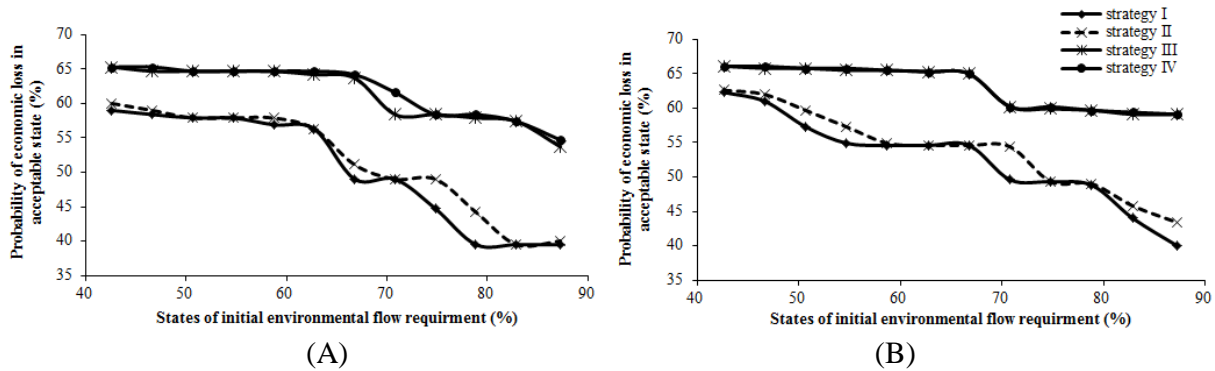 Probability of economic loss in
acceptable state (%)
70
65
60
55
50
45
40
35
40
50
60
70
80
90
States of initial environmental flow requirment (%)
(A)
Probability of economic loss in
acceptable state (%)
70
65
60
55
50
45
40
35
40
50
60
70
80
90
States of initial environmental flow requirment (%)
(B)
strategy I
strategy II
strategy III
strategy IV